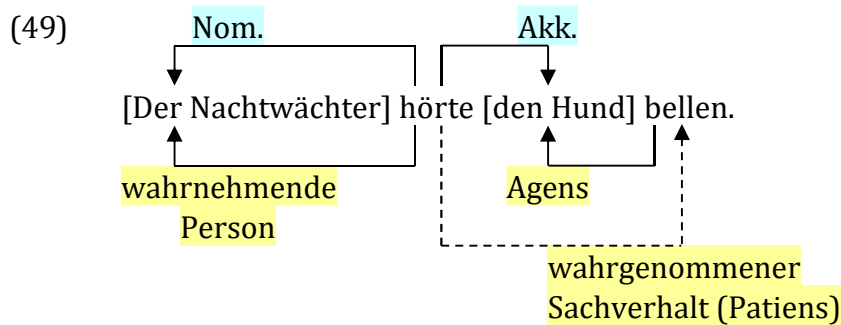 (49) Nom. Akk.
[Der Nachtwächter] hörte [den Hund] bellen.
wahrnehmende
Person
Agens
wahrgenommener
Sachverhalt (Patiens)